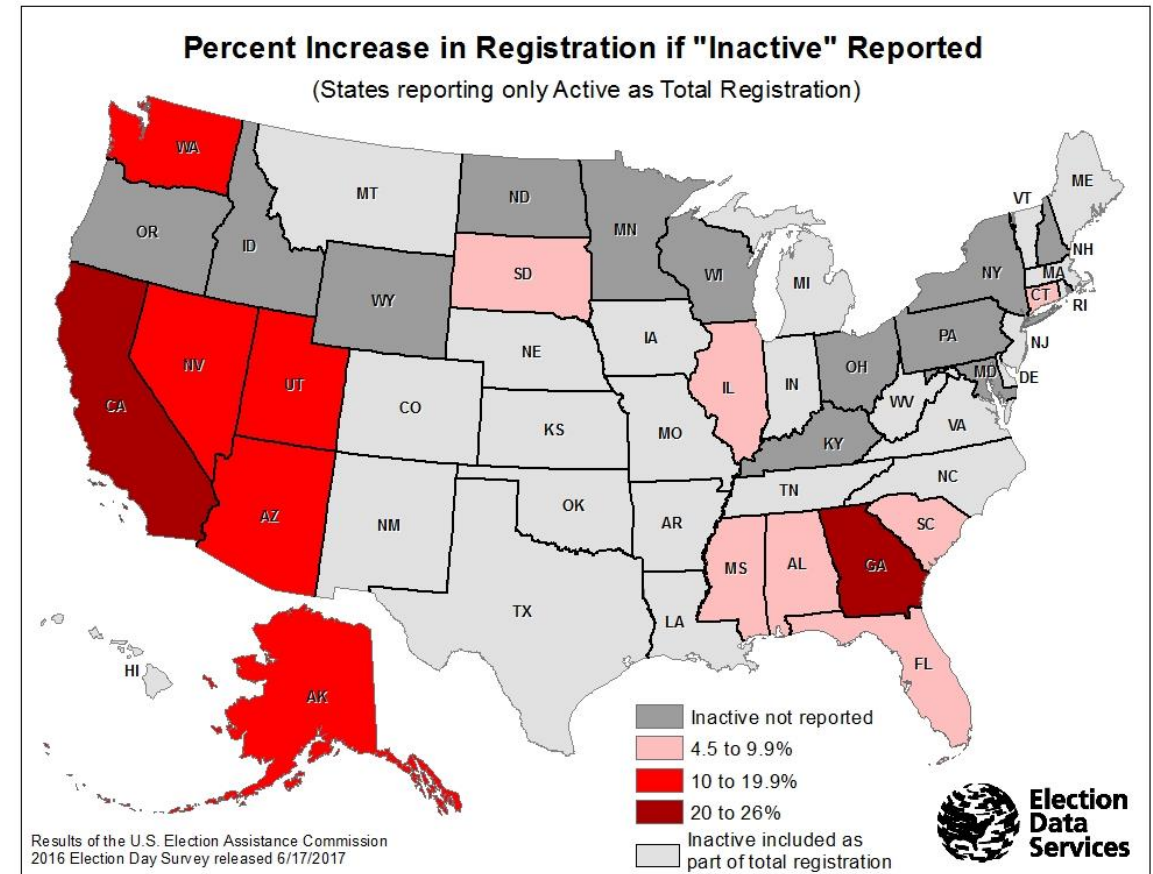 Percent Increase in Registration if "Inactive" Reported
(States reporting only Active as Total Registration)
WA
MT
ND
MN
OR
ID
WY
SD
WI
MI
VT
ME
NH
NY
MA
CT
RI
NV
UT
CA
CO
NE
IA
IL
IN
OH
PA
NJ
MD
DE
WV
VA
KS
MO
KY
AZ
NM
OK
AR
TN
NC
SC
MS
AL
GA
TX
LA
FL
HI
AK
Inactive not reported
4.5 to 9.9%
10 to 19.9%
20 to 26%
Inactive included as
part of total registration
Results of the U.S. Election Assistance Commission
2016 Election Day Survey released 6/17/2017
Election
Data
Services